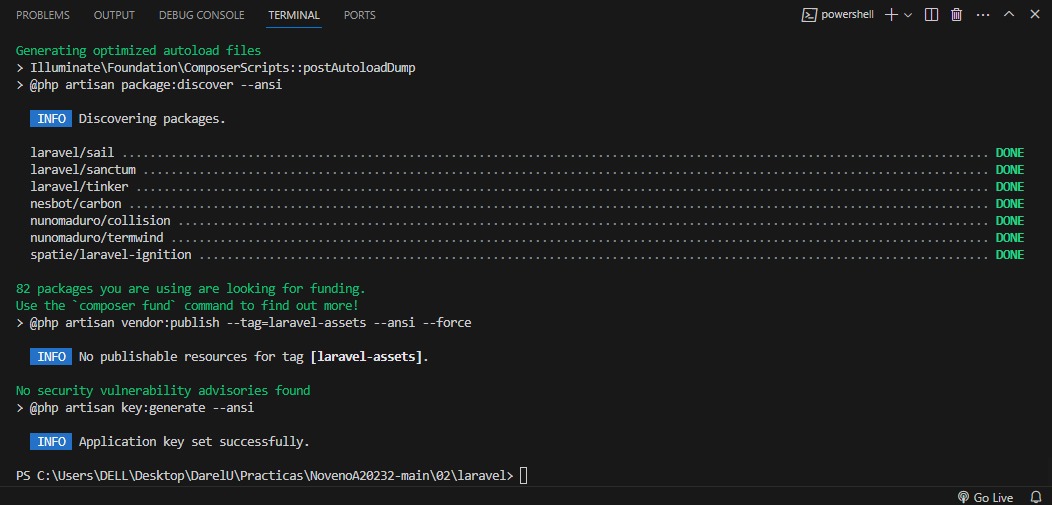 PROBLEMS OUTPUT DEBUG CONSOLE TERMINAL PORTS powershell
Generating optimized autoload files
> Illuminate\Foundation\ComposerScripts::postAutoloadDump
> @php artisan package:discover --ansi
INFO Discovering packages.
laravel/sail ............................................................................................................................ DONE
laravel/sanctum ......................................................................................................................... DONE
laravel/tinker .......................................................................................................................... DONE
nesbot/carbon ........................................................................................................................... DONE
nunomaduro/collision .................................................................................................................... DONE
nunomaduro/termwind ..................................................................................................................... DONE
spatie/laravel-ignition ................................................................................................................. DONE
82 packages you are using are looking for funding.
Use the `composer fund` command to find out more!
> @php artisan vendor:publish --tag=laravel-assets --ansi --force
INFO No publishable resources for tag [laravel-assets].
No security vulnerability advisories found
> @php artisan key:generate --ansi
INFO Application key set successfully.
PS C:\Users\DELL\Desktop\DarelU\Practicas\NovenoA20232-main\02\laravel>
Go Live